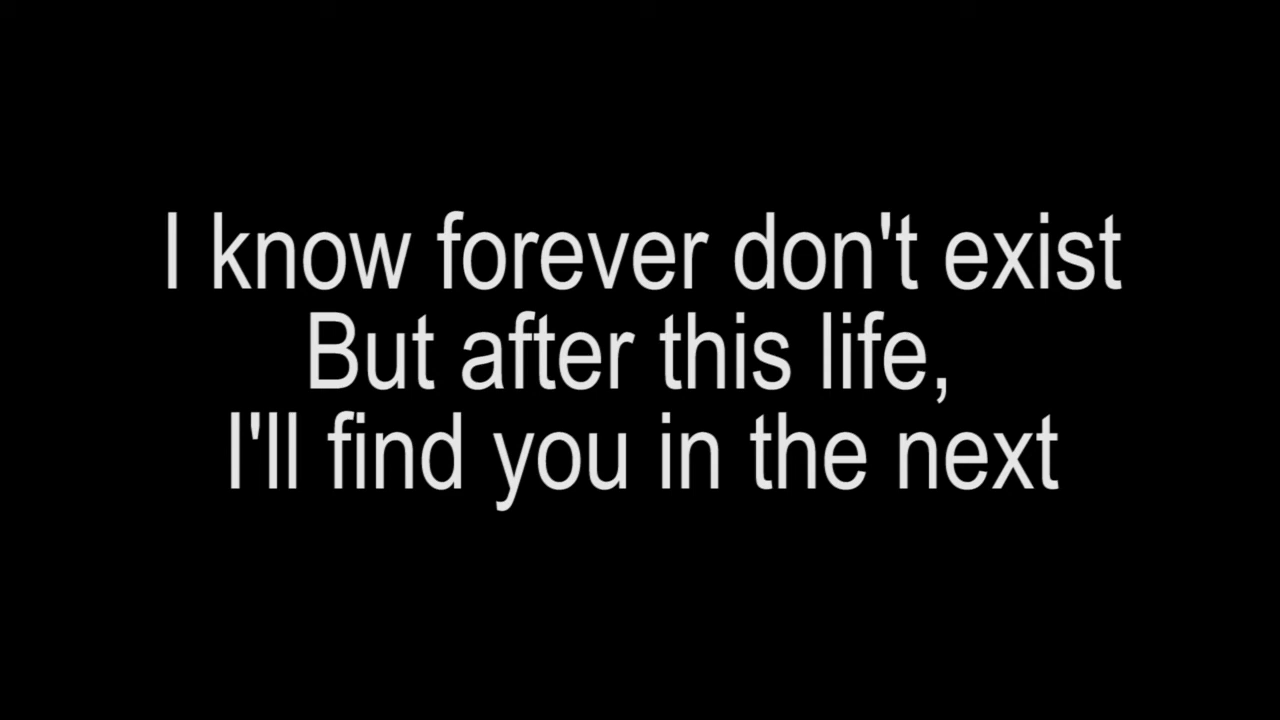 I know forever don't exist
But after this life,
I'll find you in the next